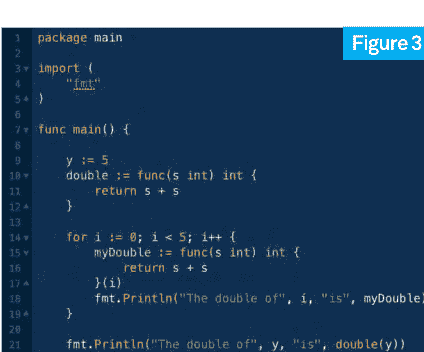 Figure 3
1 package main
2
3 import (
4 "fmt"
5 )
6
7 func main() {
8
9 y := 5
10 double := func(s int) int {
11 return s + s
12 }
13
14 for i := 0; i < 5; i++ {
15 myDouble := func(s int) int {
16 return s + s
17 }(i)
18 fmt.Println("The double of", i, "is", myDouble)
19 }
20
21 fmt.Println("The double of", y, "is", double(y))